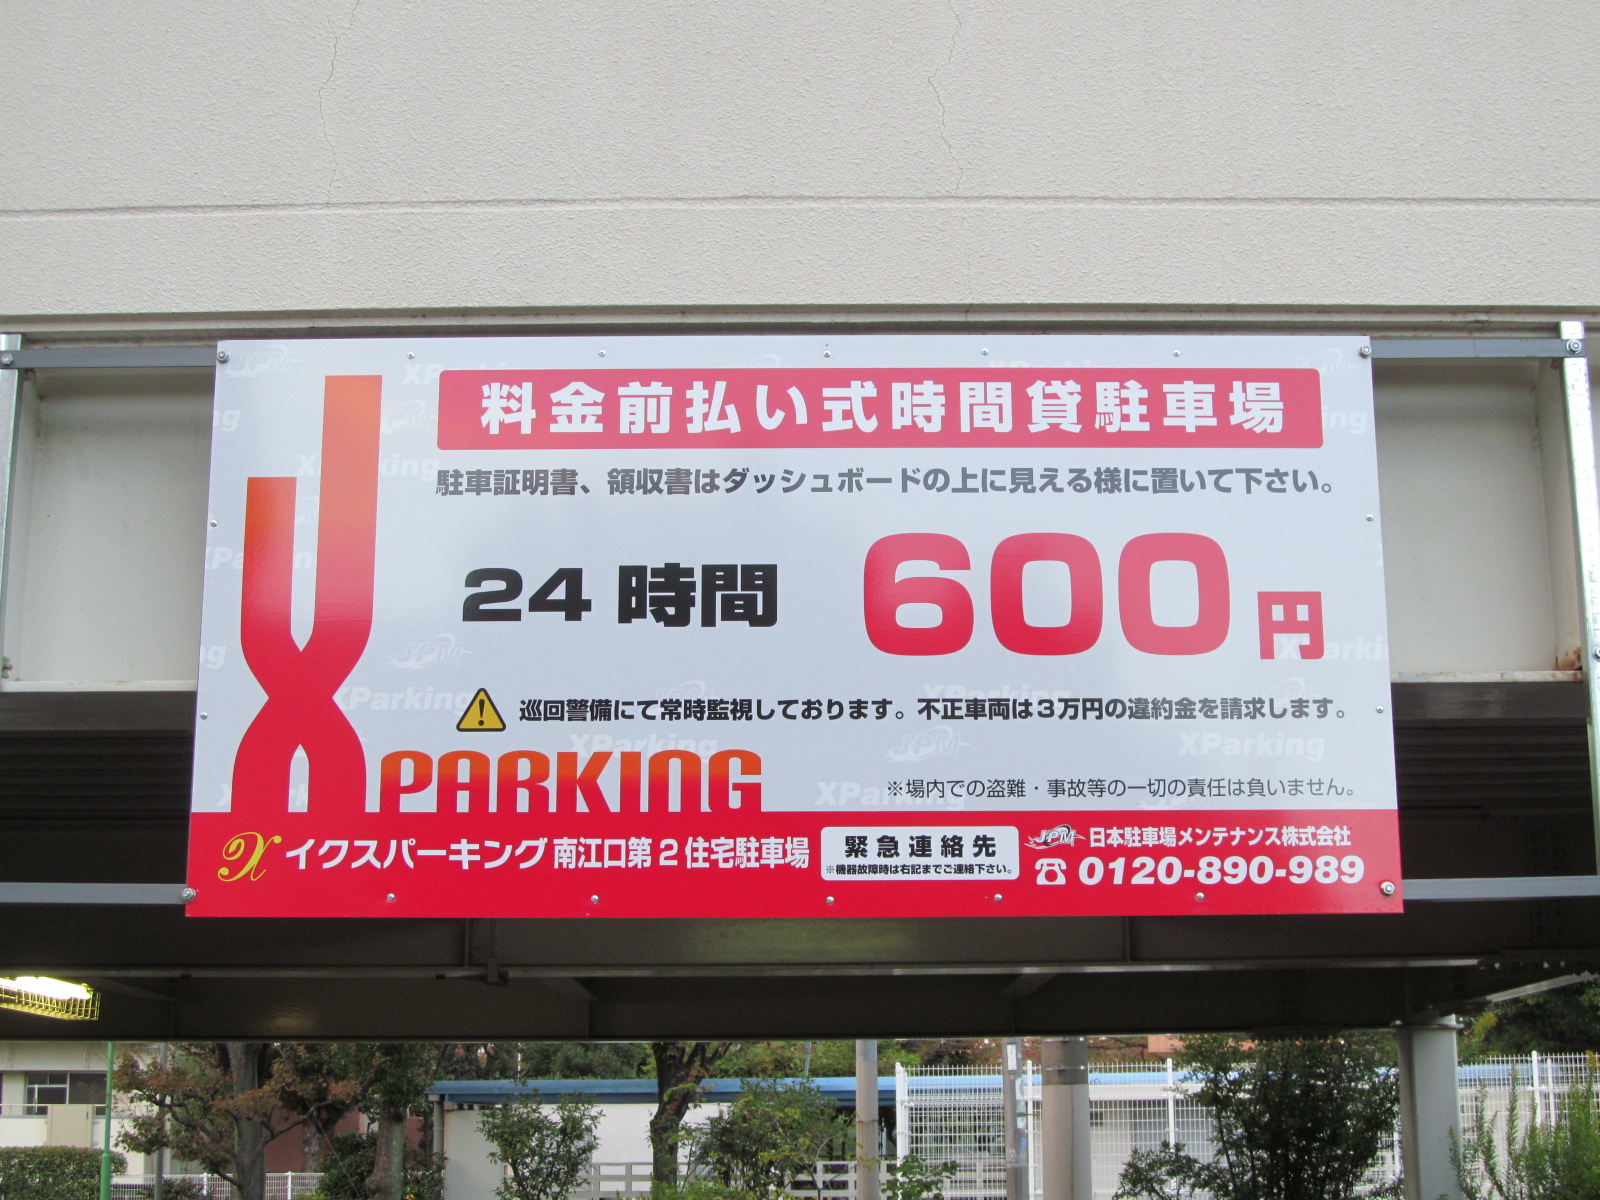 料金前払い式時間貸駐車場
駐車証明書、領収書はダッシュボードの上に見える様に置いて下さい。
24時間 600円
巡回警備にて常時監視しております。不正車両は3万円の違約金を請求します。
X PARKING
※場内での盗難・事故等の一切の責任は負いません。
X イクスパーキング 南江口第2住宅駐車場
緊急連絡先
※機器故障時は右記までご連絡下さい。
JPM 日本駐車場メンテナンス株式会社
☎ 0120-890-989